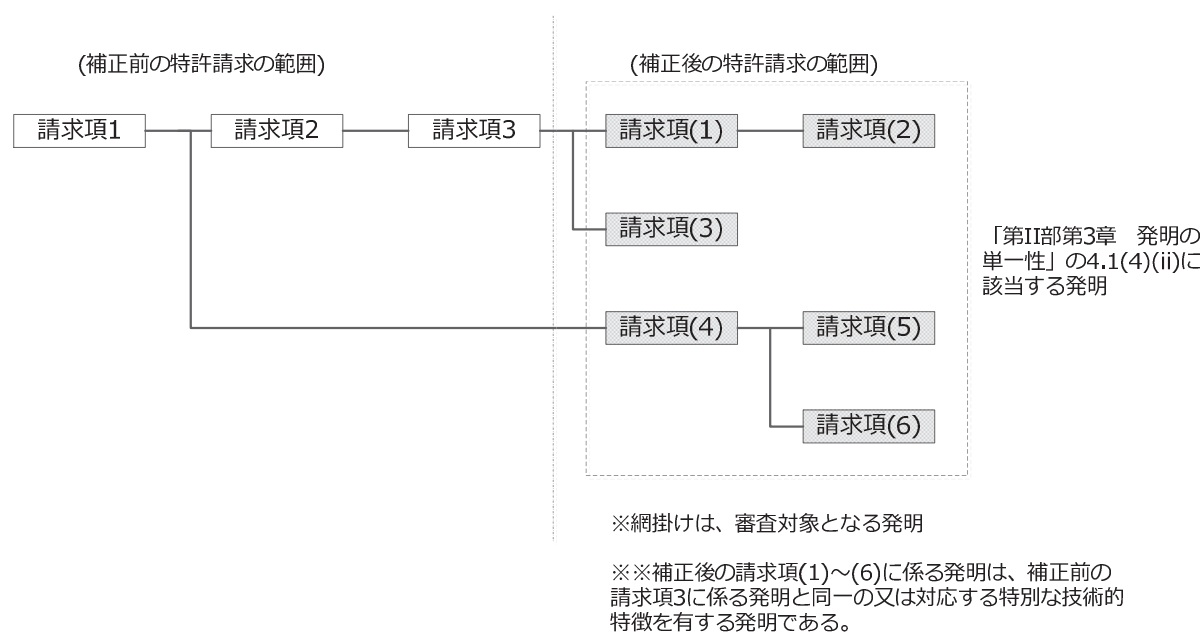 (補正前の特許請求の範囲)
(補正後の特許請求の範囲)
請求項1
請求項2
請求項3
請求項(1)
請求項(2)
請求項(3)
「第II部第3章　発明の
単一性」の4.1(4)(ii)に
該当する発明
請求項(4)
請求項(5)
請求項(6)
※網掛けは、審査対象となる発明
※※補正後の請求項(1)～(6)に係る発明は、補正前の
請求項3に係る発明と同一の又は対応する特別な技術的
特徴を有する発明である。